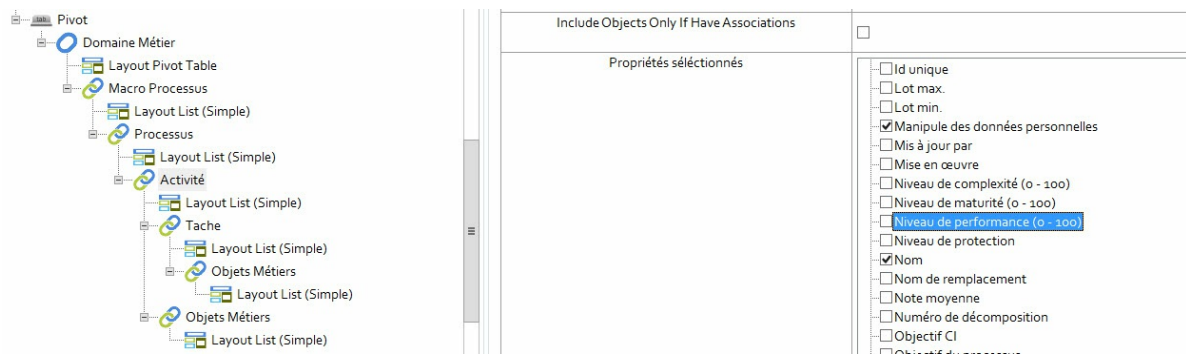 tab Pivot
Domaine Métier
Layout Pivot Table
Macro Processus
Layout List (Simple)
Processus
Layout List (Simple)
Activité
Layout List (Simple)
Tache
Layout List (Simple)
Objets Métiers
Layout List (Simple)
Objets Métiers
Layout List (Simple)
Include Objects Only If Have Associations
Propriétés séléctionnés
Id unique
Lot max.
Lot min.
Manipule des données personnelles
Mis à jour par
Mise en œuvre
Niveau de complexité (0 - 100)
Niveau de maturité (0 - 100)
Niveau de performance (0 - 100)
Niveau de protection
Nom
Nom de remplacement
Note moyenne
Numéro de décomposition
Objectif CI
Objectif du processus